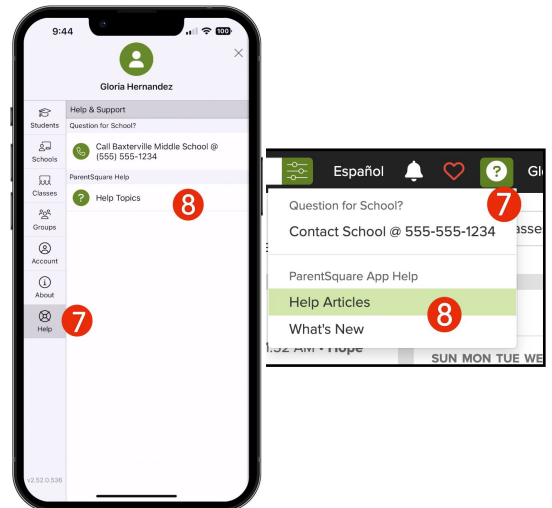 9:44
100
Gloria Hernandez
Help & Support
Students
Question for School?
Call Baxterville Middle School @
(555) 555-1234
Schools
ParentSquare Help
Classes
Help Topics
8
Groups
Account
About
7
Help
v2.52.0.536
Español
?
7
Question for School?
Contact School @ 555-555-1234
ParentSquare App Help
Help Articles
8
What's New
AM • Hope
SUN MON TUE WE